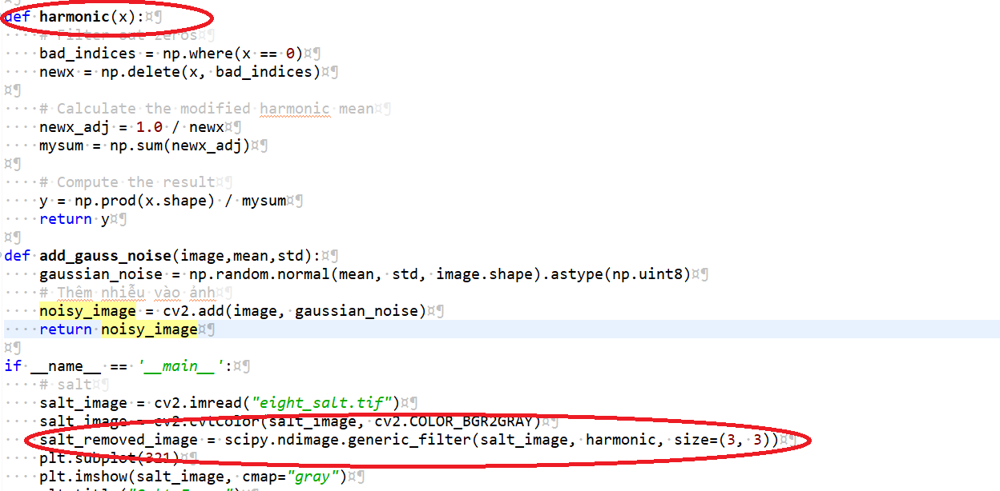 def harmonic(x):
    # Filter out zeros
    bad_indices = np.where(x == 0)
    newx = np.delete(x, bad_indices)

    # Calculate the modified harmonic mean
    newx_adj = 1.0 / newx
    mysum = np.sum(newx_adj)

    # Compute the result
    y = np.prod(x.shape) / mysum
    return y

def add_gauss_noise(image,mean,std):
    gaussian_noise = np.random.normal(mean, std, image.shape).astype(np.uint8)
    # Thêm nhiễu vào ảnh
    noisy_image = cv2.add(image, gaussian_noise)
    return noisy_image

if __name__ == '__main__':
    # salt
    salt_image = cv2.imread("eight_salt.tif")
    salt_image = cv2.cvtColor(salt_image, cv2.COLOR_BGR2GRAY)
    salt_removed_image = scipy.ndimage.generic_filter(salt_image, harmonic, size=(3, 3))
    plt.subplot(321)
    plt.imshow(salt_image, cmap="gray")